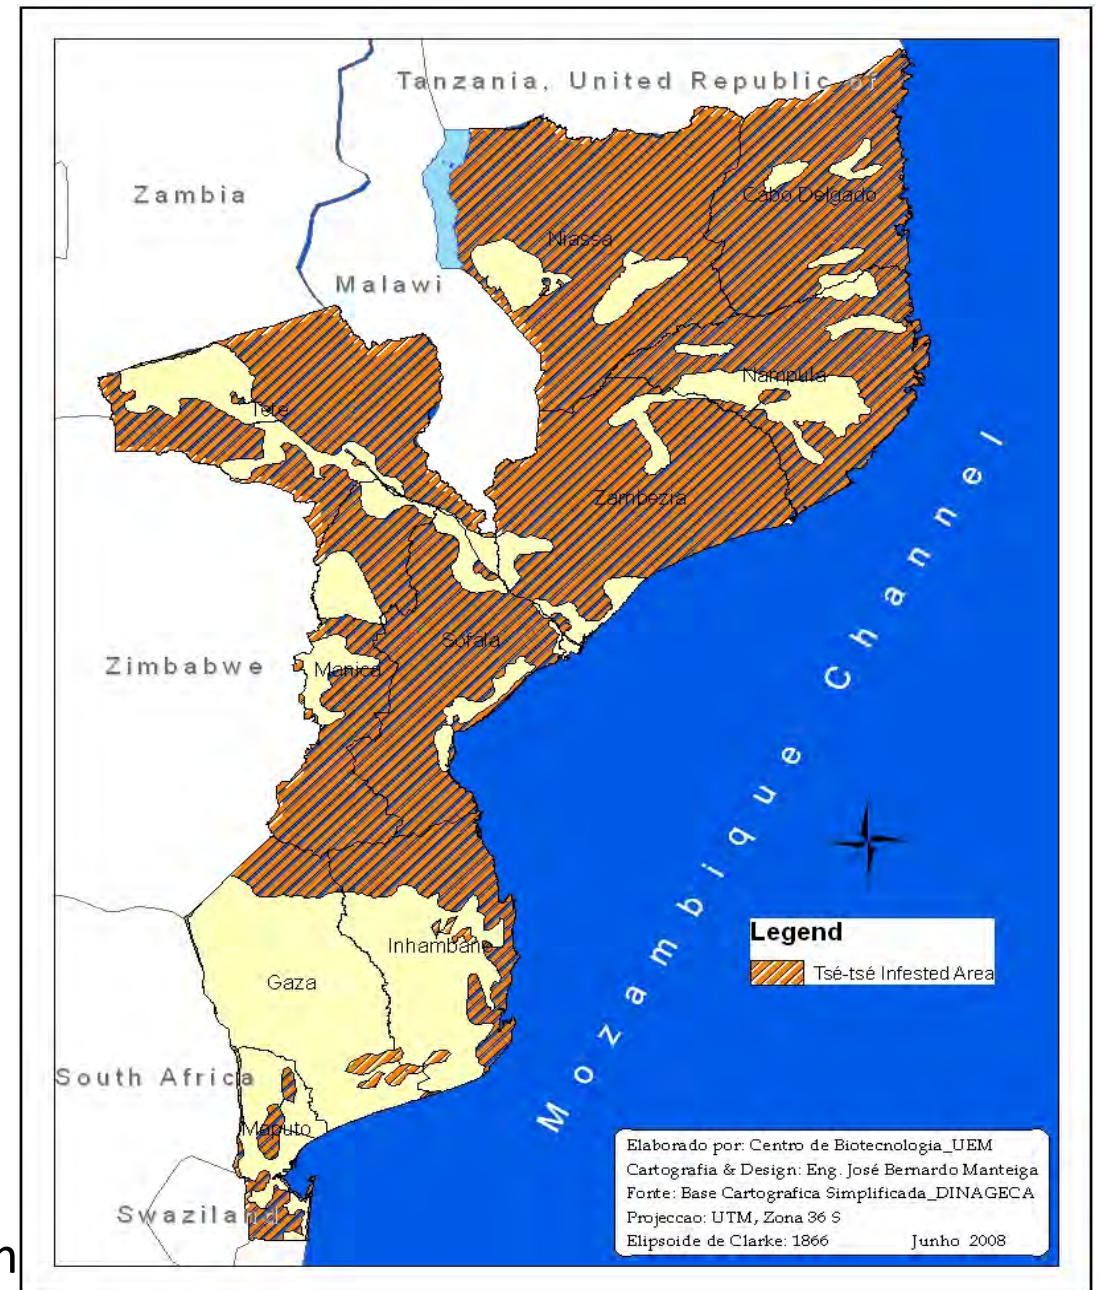 Tanzania, United Republic of
Zambia
Cabo Delgado
Niassa
Malawi
Nampula
Tete
Zambezia
Sofala
Zimbabwe
Manica
Mozambique Channel
Legend
Tsé-tsé Infested Area
Inhambane
Gaza
South Africa
Maputo
Swaziland
Elaborado por: Centro de Biotecnologia_UEM
Cartografia & Design: Eng. José Bernardo Manteiga
Fonte: Base Cartografica Simplificada_DINAGECA
Projeccao: UTM, Zona 36 S
Elipsoide de Clarke: 1866 Junho 2008